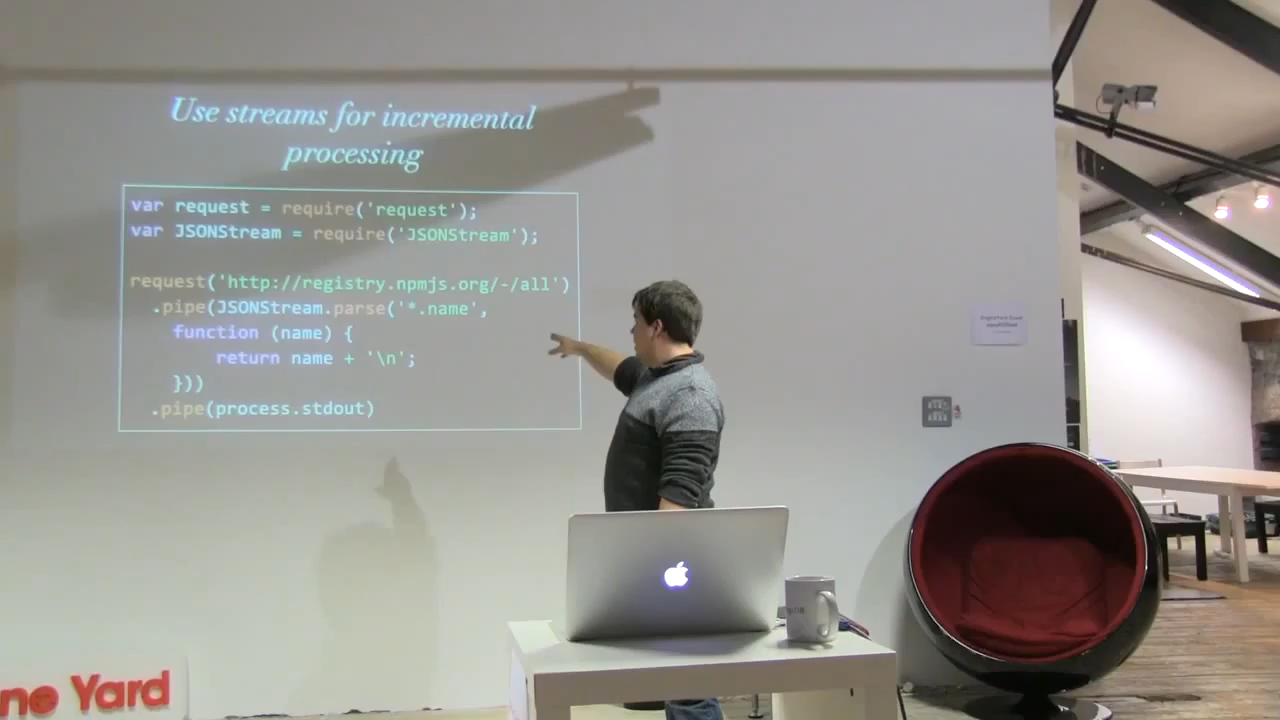 Use streams for incremental
processing
var request = require('request');
var JSONStream = require('JSONStream');
request('http://registry.npmjs.org/-/all')
.pipe(JSONStream.parse('*.name',
function (name) {
return name + '\n';
}))
.pipe(process.stdout)
ne Yard